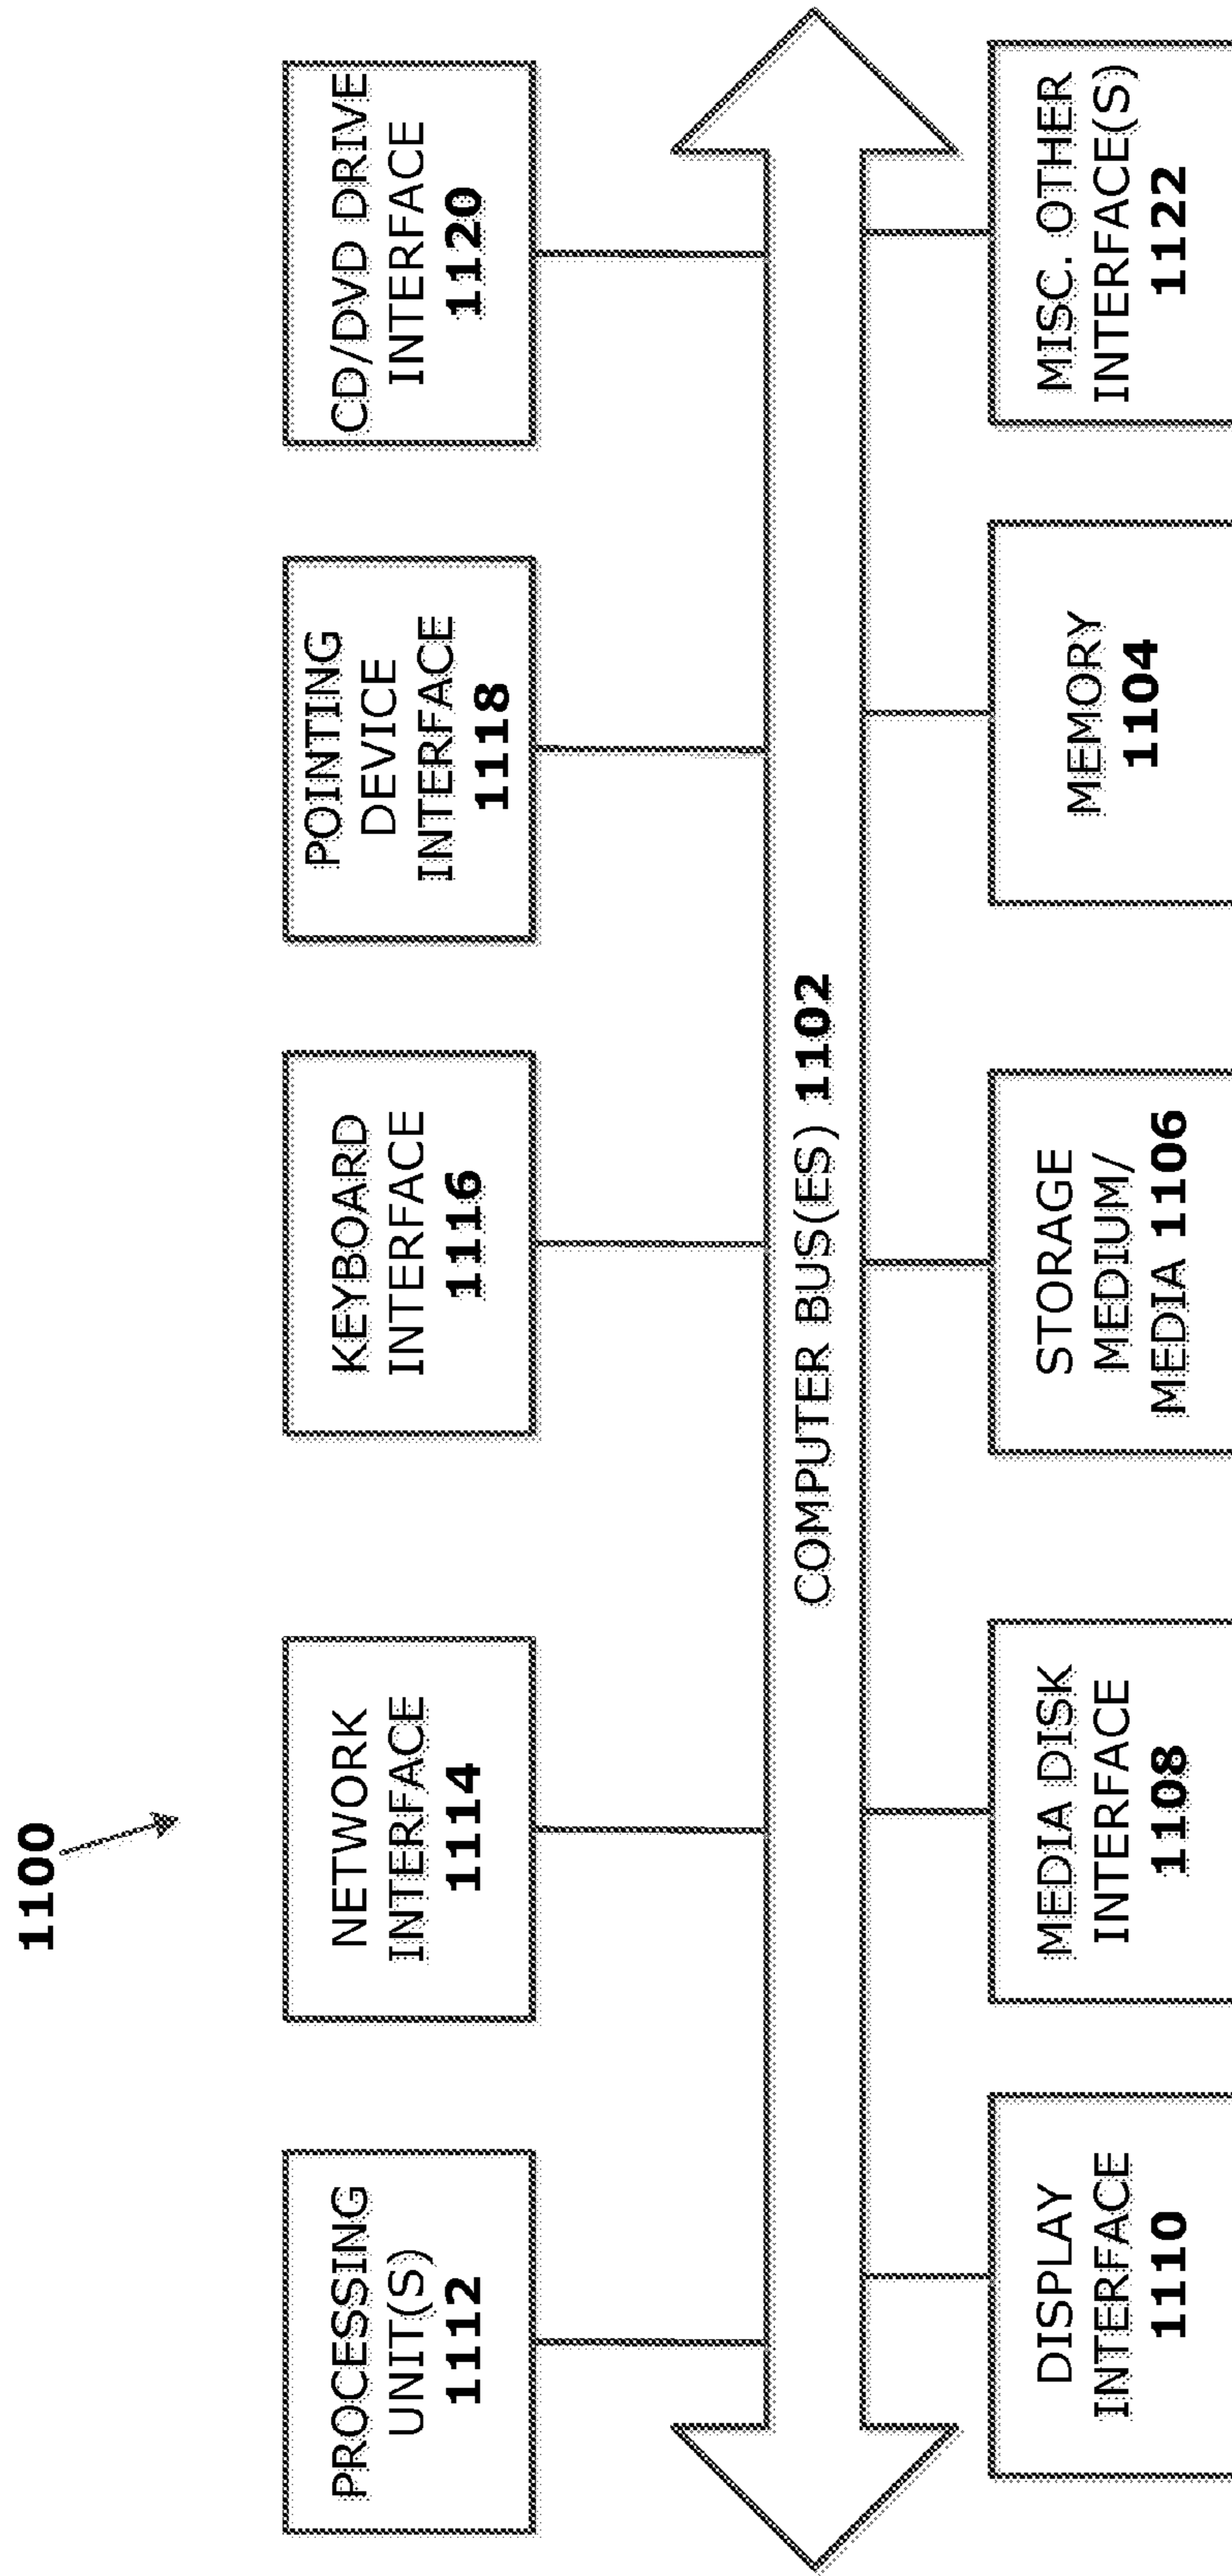 1100
PROCESSING
UNIT(S)
1112
NETWORK
INTERFACE
1114
KEYBOARD
INTERFACE
1116
POINTING
DEVICE
INTERFACE
1118
CD/DVD DRIVE
INTERFACE
1120
COMPUTER BUS(ES) 1102
DISPLAY
INTERFACE
1110
MEDIA DISK
INTERFACE
1108
STORAGE
MEDIUM/
MEDIA 1106
MEMORY
1104
MISC. OTHER
INTERFACE(S)
1122